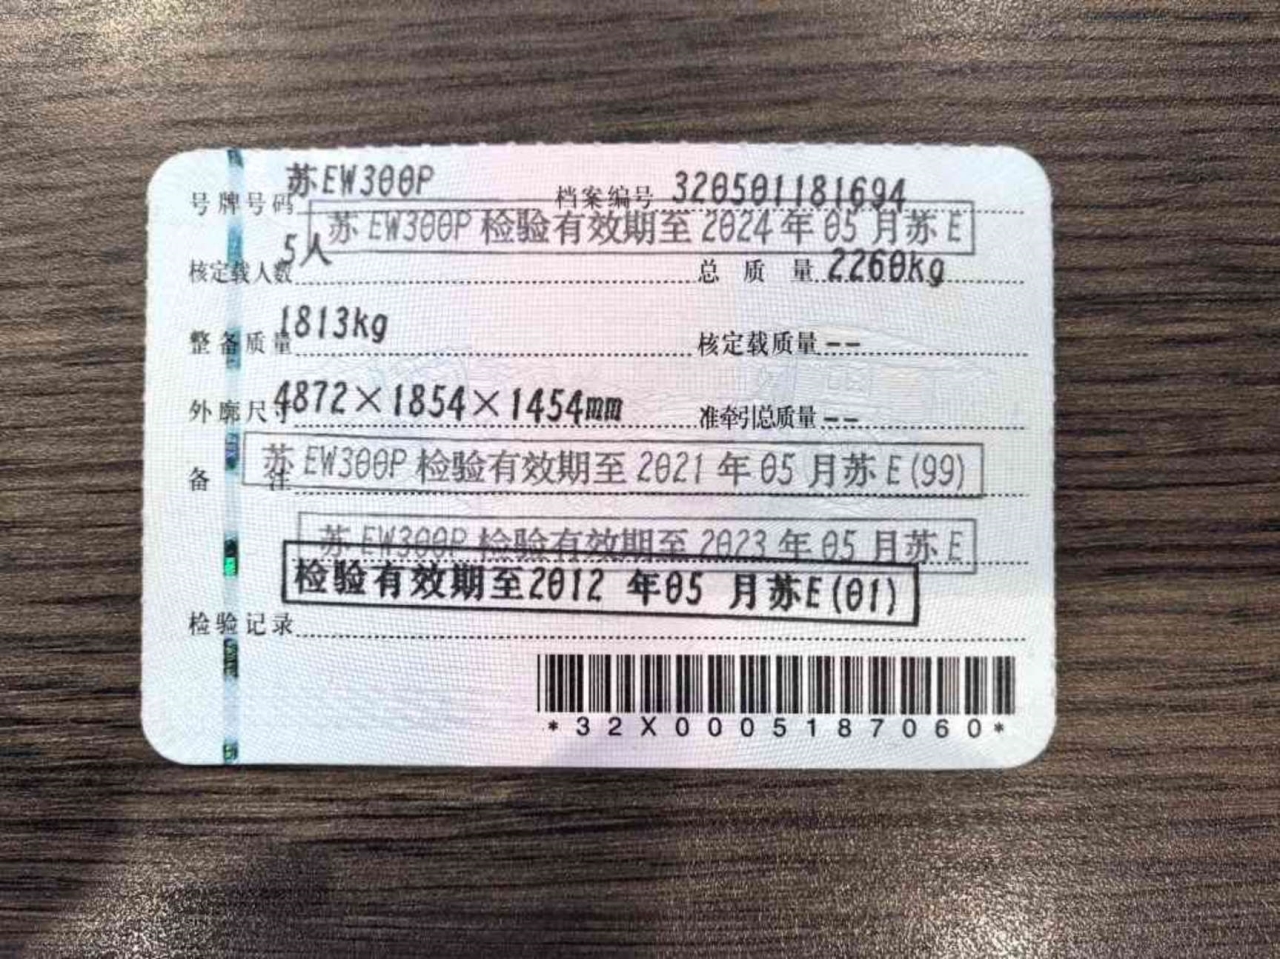 号牌号码 苏EW300P 档案编号 320501181694
苏EW300P检验有效期至2024年05月苏E
核定载人数 5人 总质量 2260kg
整备质量 1813kg 核定载质量 --
外廓尺寸 4872×1854×1454mm 准牵引总质量 --
苏EW300P检验有效期至2021年05月苏E(99)
备注
苏EW300P检验有效期至2023年05月苏E
检验有效期至2012年05月苏E(01)
检验记录
*32X0005187060*